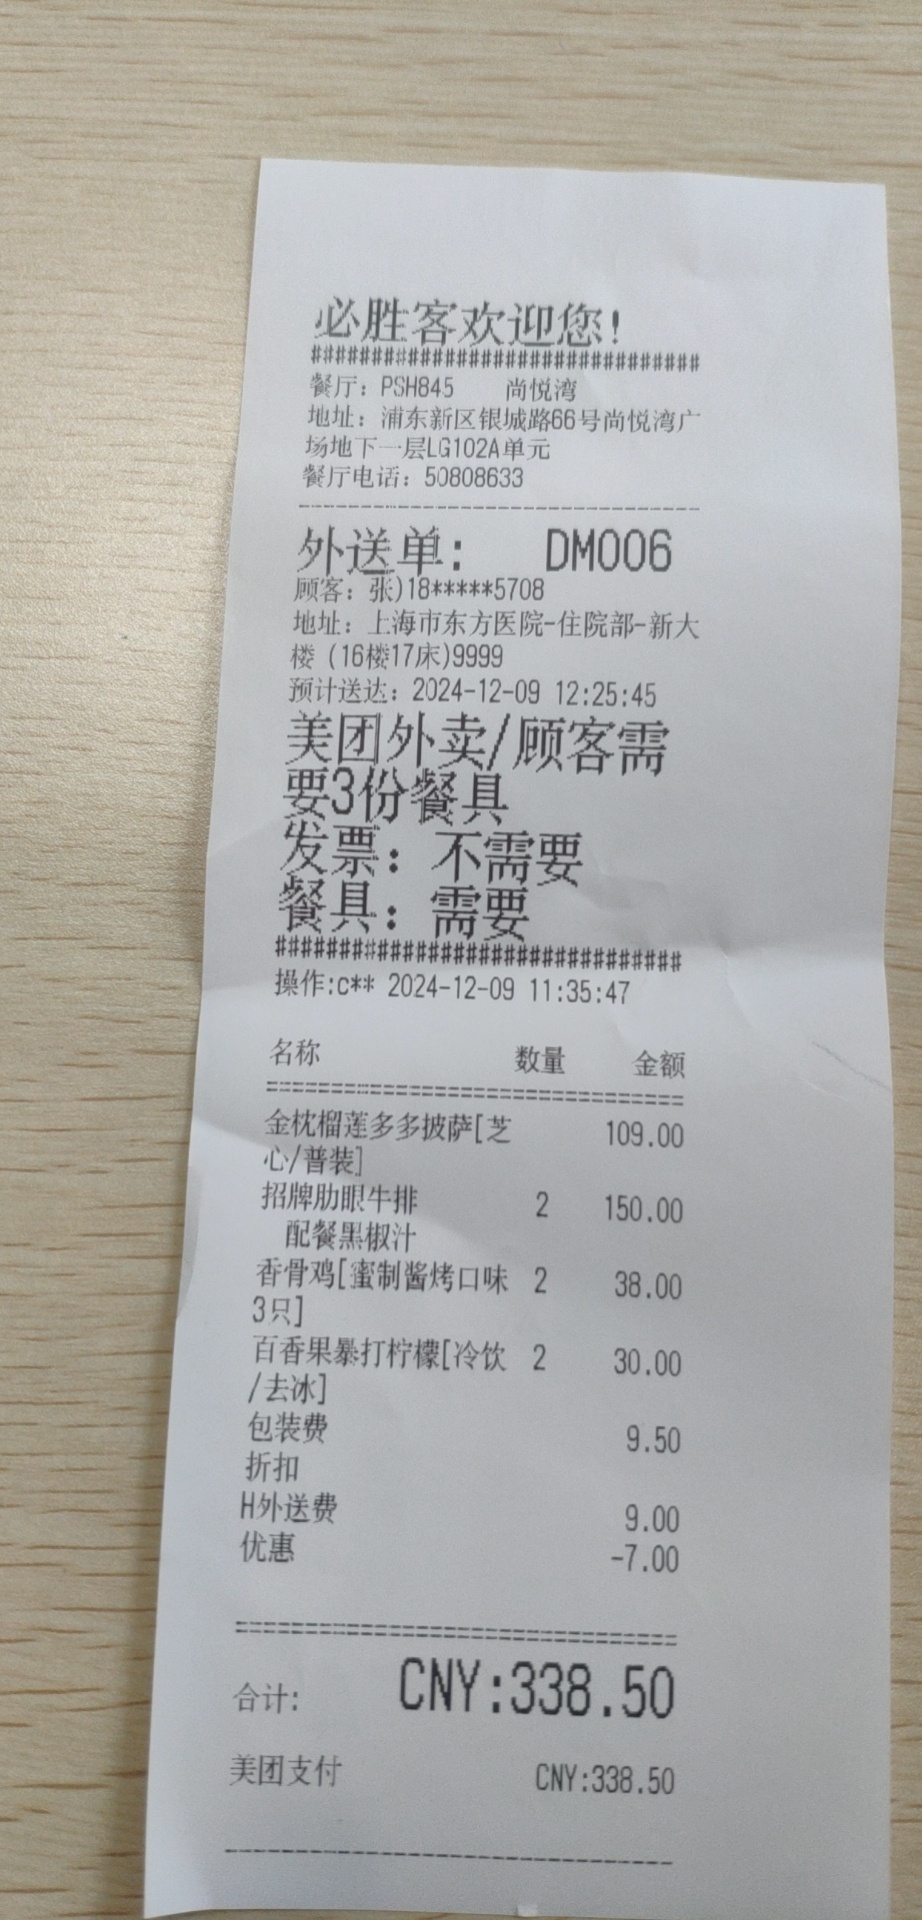 必胜客欢迎您!
##################################
餐厅: PSH845 尚悦湾
地址: 浦东新区银城路66号尚悦湾广
场地下一层LG102A单元
餐厅电话: 50808633
外送单: DM006
顾客: 张)18*****5708
地址: 上海市东方医院-住院部-新大
楼 (16楼17床)9999
预计送达: 2024-12-09 12:25:45
美团外卖/顾客需
要3份餐具
发票: 不需要
餐具: 需要
##################################
操作:c** 2024-12-09 11:35:47
名称 数量 金额
==================================
金枕榴莲多多披萨[芝 109.00
心/普装]
招牌肋眼牛排 2 150.00
配餐黑椒汁
香骨鸡[蜜制酱烤口味 2 38.00
3只]
百香果暴打柠檬[冷饮 2 30.00
/去冰]
包装费 9.50
折扣
H外送费 9.00
优惠 -7.00
==================================
合计: CNY:338.50
美团支付 CNY:338.50